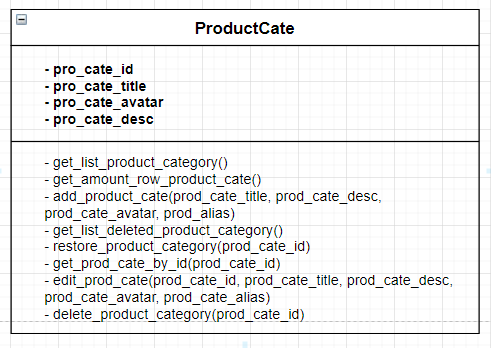 ProductCate
- pro_cate_id
- pro_cate_title
- pro_cate_avatar
- pro_cate_desc
- get_list_product_category()
- get_amount_row_product_cate()
- add_product_cate(prod_cate_title, prod_cate_desc,
prod_cate_avatar, prod_alias)
- get_list_deleted_product_category()
- restore_product_category(prod_cate_id)
- get_prod_cate_by_id(prod_cate_id)
- edit_prod_cate(prod_cate_id, prod_cate_title, prod_cate_desc,
prod_cate_avatar, prod_cate_alias)
- delete_product_category(prod_cate_id)